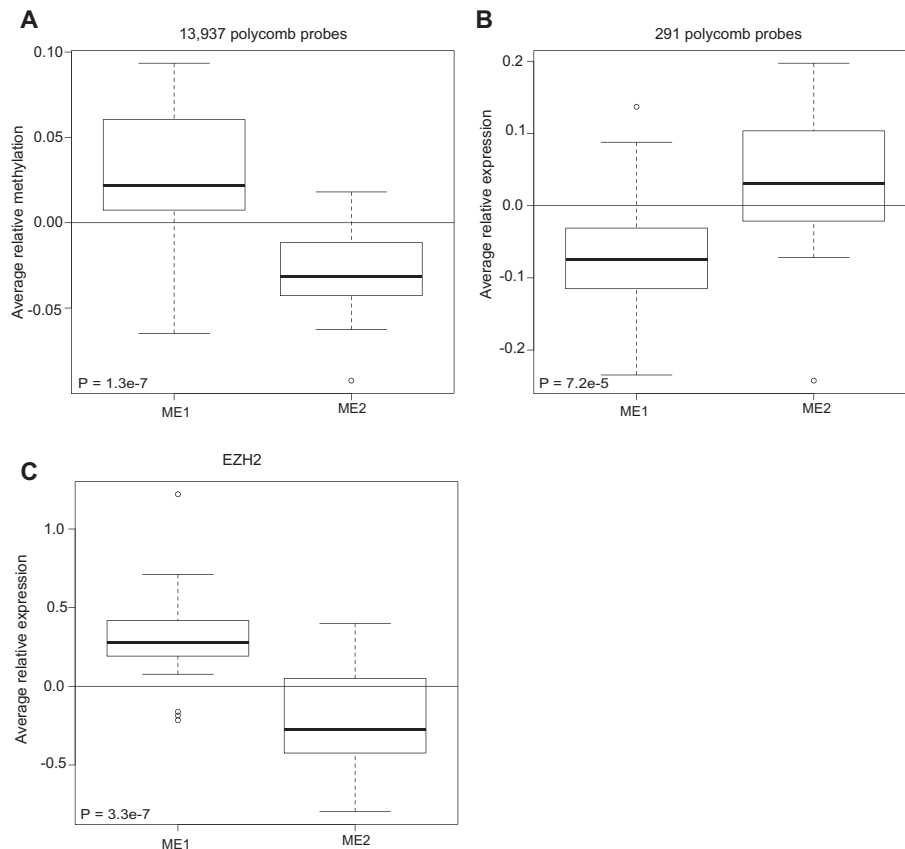 A
13,937 polycomb probes
Average relative methylation
0.10
0.05
0.00
-0.05
P = 1.3e-7
ME1
ME2
B
291 polycomb probes
Average relative expression
0.2
0.1
0.0
-0.1
-0.2
P = 7.2e-5
ME1
ME2
C
EZH2
Average relative expression
1.0
0.5
0.0
-0.5
P = 3.3e-7
ME1
ME2